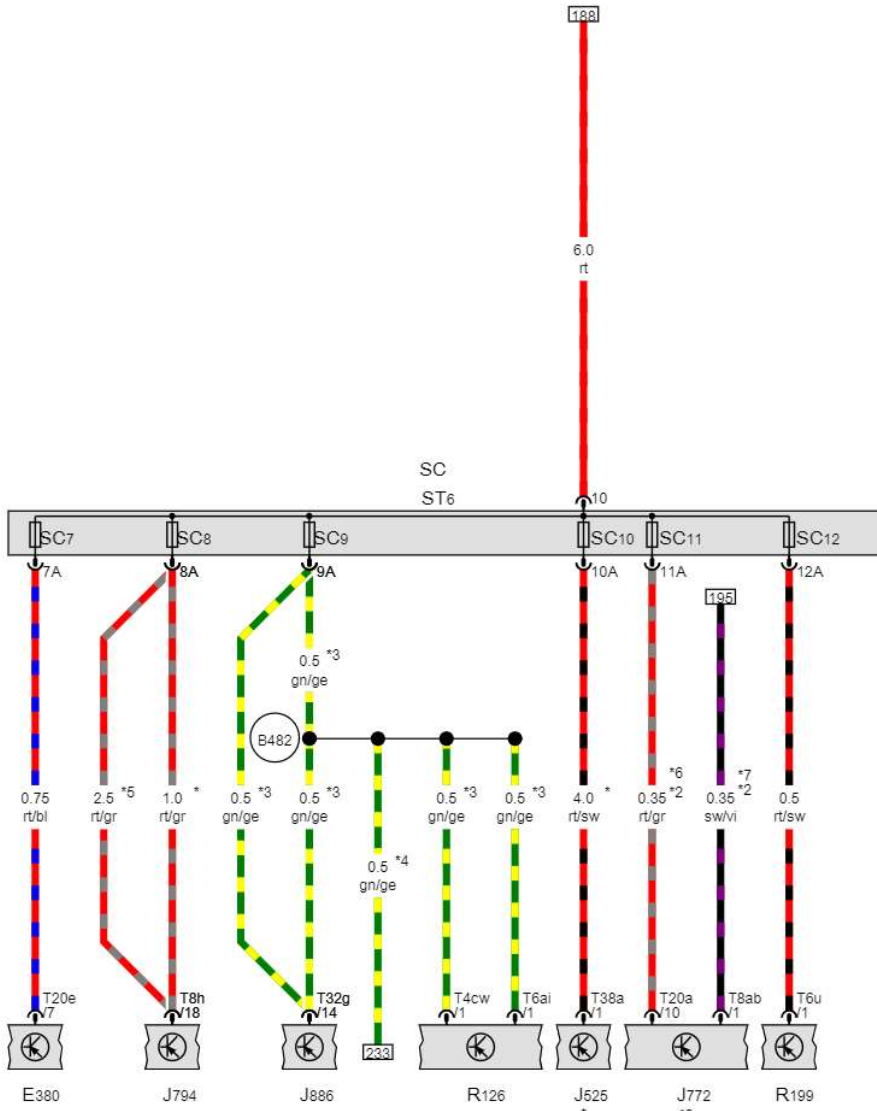 188
6.0
rt
SC
ST6
10
SC7
SC8
SC9
SC10
SC11
SC12
7A
8A
9A
10A
11A
12A
195
0.5 *3
gn/ge
B482
0.75
rt/bl
2.5 *5
rt/gr
1.0 *
rt/gr
0.5 *3
gn/ge
0.5 *3
gn/ge
0.5 *4
gn/ge
0.5 *3
gn/ge
0.5 *3
gn/ge
4.0 *
rt/sw
*6
0.35 *2
rt/gr
*7
0.35 *2
sw/vi
0.5
rt/sw
T20e
/7
T8h
/18
T32g
/14
T4cw
/1
T6ai
/1
T38a
/1
T20a
/10
T8ab
/1
T6u
/1
233
E380
J794
J886
R126
J525
J772
R199
*